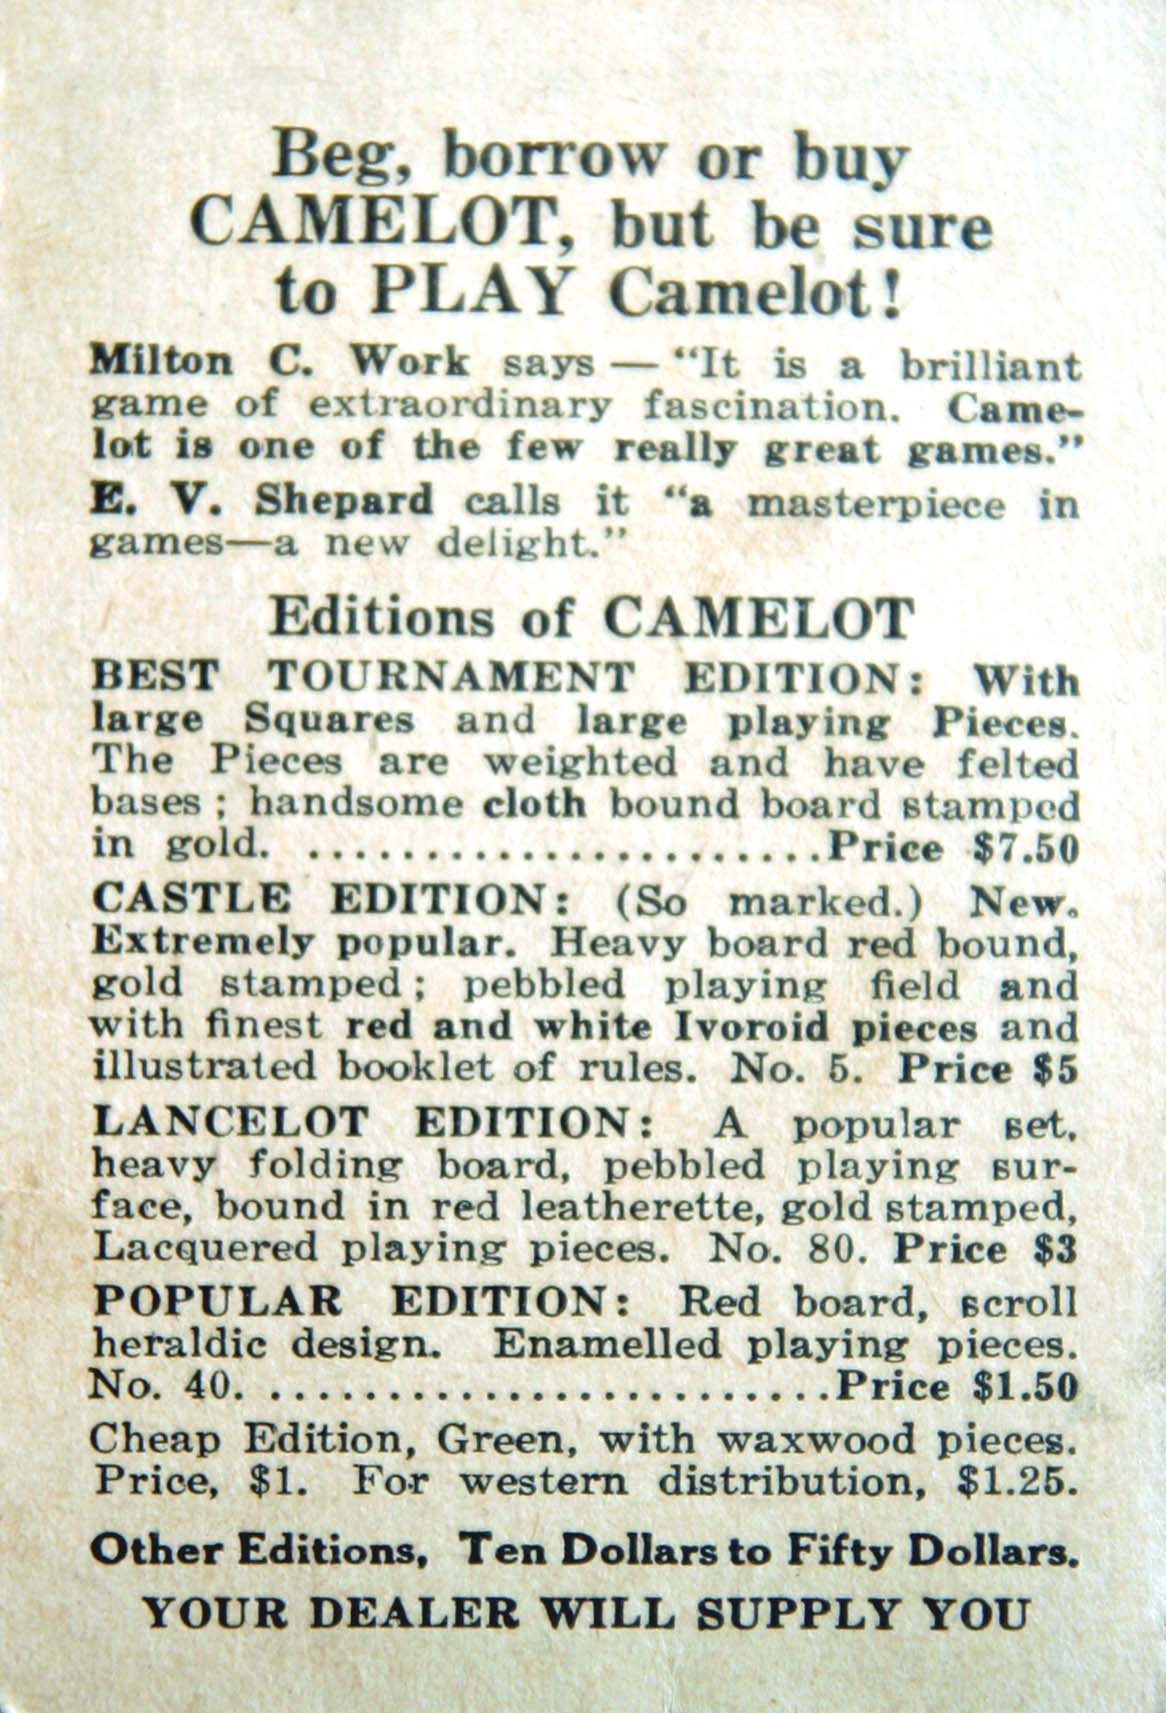 Beg, borrow or buy
CAMELOT, but be sure
to PLAY Camelot!
Milton C. Work says — "It is a brilliant
game of extraordinary fascination. Came-
lot is one of the few really great games."
E. V. Shepard calls it "a masterpiece in
games—a new delight."
Editions of CAMELOT
BEST TOURNAMENT EDITION: With
large Squares and large playing Pieces.
The Pieces are weighted and have felted
bases; handsome cloth bound board stamped
in gold. ......................Price $7.50
CASTLE EDITION: (So marked.) New.
Extremely popular. Heavy board red bound,
gold stamped; pebbled playing field and
with finest red and white Ivoroid pieces and
illustrated booklet of rules. No. 5. Price $5
LANCELOT EDITION: A popular set,
heavy folding board, pebbled playing sur-
face, bound in red leatherette, gold stamped,
Lacquered playing pieces. No. 80. Price $3
POPULAR EDITION: Red board, scroll
heraldic design. Enamelled playing pieces.
No. 40. ........................Price $1.50
Cheap Edition, Green, with waxwood pieces.
Price, $1. For western distribution, $1.25.
Other Editions, Ten Dollars to Fifty Dollars.
YOUR DEALER WILL SUPPLY YOU